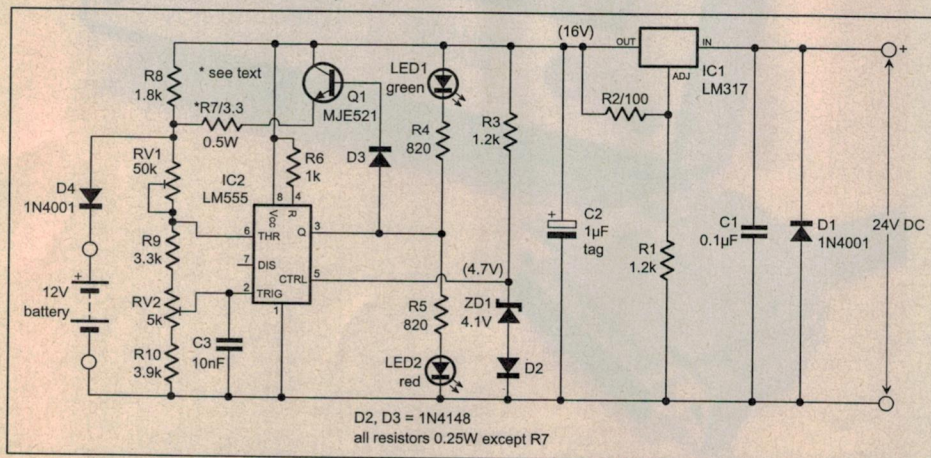 (16V)
OUT
IN
+
ADJ
IC1
LM317
R8
1.8k
* see text
*R7/3.3
0.5W
Q1
MJE521
LED1
green
R4
820
R3
1.2k
R2/100
D4
1N4001
RV1
50k
IC2
LM555
R6
1k
D3
8
4
Vcc
R
6
THR
Q
3
7
DIS
CTRL
5
2
TRIG
1
(4.7V)
R9
3.3k
RV2
5k
R10
3.9k
C3
10nF
+
12V
battery
R5
820
LED2
red
ZD1
4.1V
D2
+
C2
1µF
tag
R1
1.2k
C1
0.1µF
D1
1N4001
24V DC
D2, D3 = 1N4148
all resistors 0.25W except R7